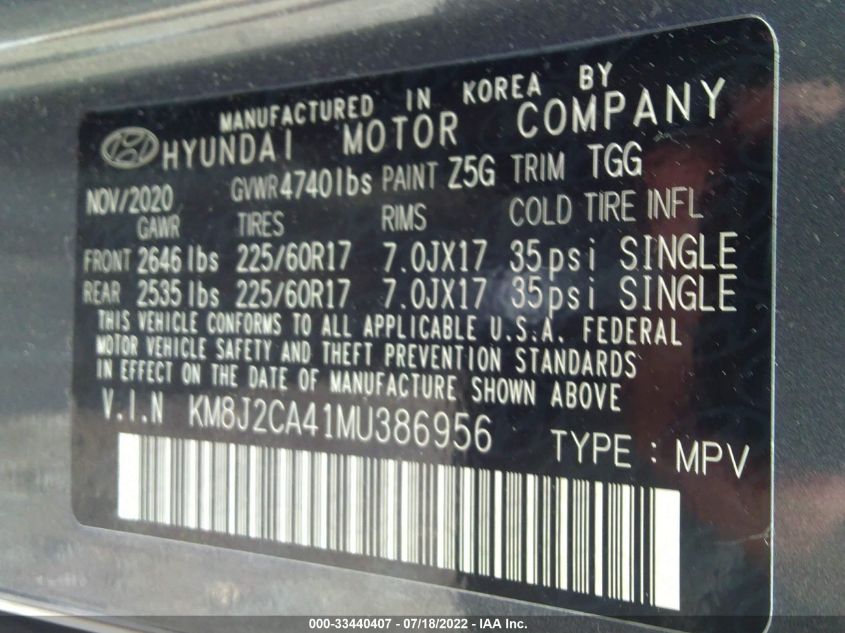 MANUFACTURED IN KOREA BY
HYUNDAI MOTOR COMPANY
NOV/2020 GVWR 4740lbs PAINT Z5G TRIM TGG
GAWR TIRES RIMS COLD TIRE INFL
FRONT 2646 lbs 225/60R17 7.0JX17 35psi SINGLE
REAR 2535 lbs 225/60R17 7.0JX17 35psi SINGLE
THIS VEHICLE CONFORMS TO ALL APPLICABLE U.S.A. FEDERAL
MOTOR VEHICLE SAFETY AND THEFT PREVENTION STANDARDS
IN EFFECT ON THE DATE OF MANUFACTURE SHOWN ABOVE
V.I.N KM8J2CA41MU386956
TYPE : MPV
000-33440407 - 07/18/2022 - IAA Inc.